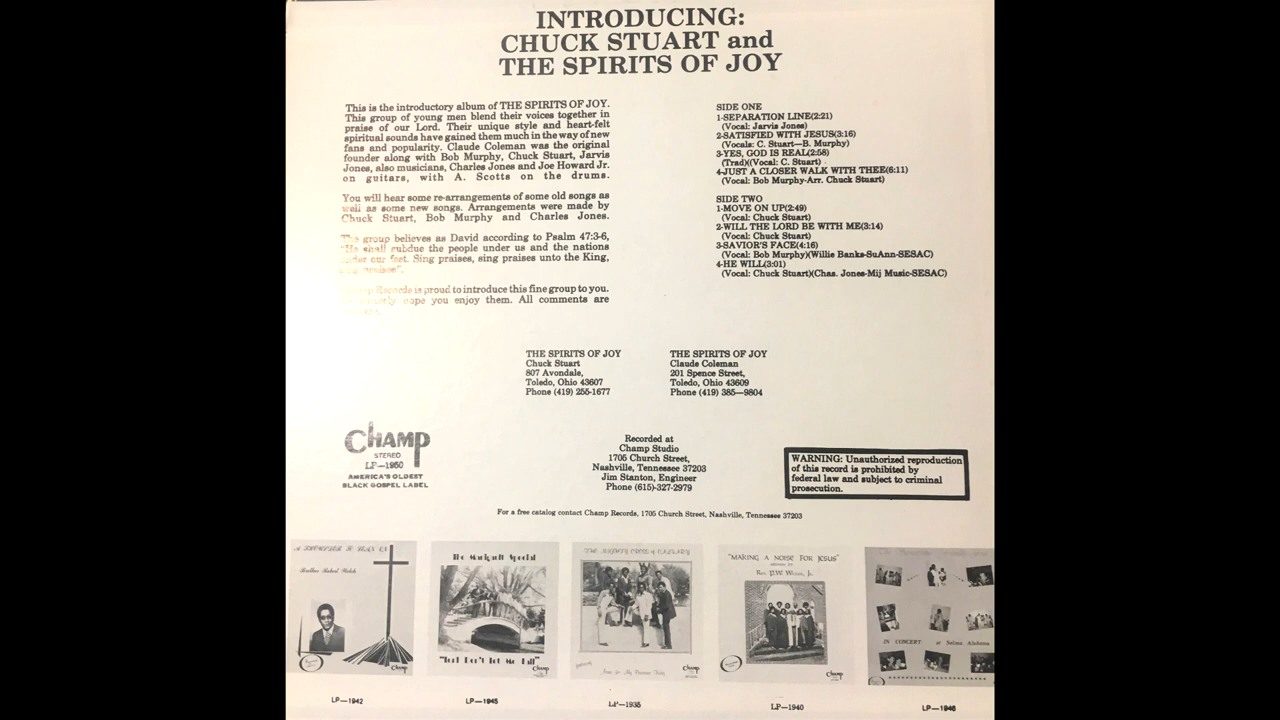 INTRODUCING:
CHUCK STUART and
THE SPIRITS OF JOY
This is the introductory album of THE SPIRITS OF JOY.
This group of young men blend their voices together in
praise of our Lord. Their unique style and heart-felt
spiritual sounds have gained them much in the way of new
fans and popularity. Claude Coleman was the original
founder along with Bob Murphy, Chuck Stuart, Jarvis
Jones, also musicians, Charles Jones and Joe Howard Jr.
on guitars, with A. Scotts on the drums.
You will hear some re-arrangements of some old songs as
well as some new songs. Arrangements were made by
Chuck Stuart, Bob Murphy and Charles Jones.
The group believes as David according to Psalm 47:3-6,
"He shall subdue the people under us and the nations
under our feet. Sing praises, sing praises unto the King,
praises".
Records is proud to introduce this fine group to you.
hope you enjoy them. All comments are
SIDE ONE
1-SEPARATION LINE(2:21)
(Vocal: Jarvis Jones)
2-SATISFIED WITH JESUS(3:16)
(Vocals: C. Stuart—B. Murphy)
3-YES, GOD IS REAL(2:58)
(Trad)(Vocal: C. Stuart)
4-JUST A CLOSER WALK WITH THEE(6:11)
(Vocal: Bob Murphy-Arr. Chuck Stuart)
SIDE TWO
1-MOVE ON UP(2:49)
(Vocal: Chuck Stuart)
2-WILL THE LORD BE WITH ME(3:14)
(Vocal: Chuck Stuart)
3-SAVIOR'S FACE(4:16)
(Vocal: Bob Murphy)(Willie Banks-SuAnn-SESAC)
4-HE WILL(3:01)
(Vocal: Chuck Stuart)(Chas. Jones-Mij Music-SESAC)
THE SPIRITS OF JOY
Chuck Stuart
807 Avondale,
Toledo, Ohio 43607
Phone (419) 255-1677
THE SPIRITS OF JOY
Claude Coleman
201 Spence Street,
Toledo, Ohio 43609
Phone (419) 385—9804
CHAMP
STEREO
LP—1950
AMERICA'S OLDEST
BLACK GOSPEL LABEL
Recorded at
Champ Studio
1705 Church Street,
Nashville, Tennessee 37203
Jim Stanton, Engineer
Phone (615)-327-2979
WARNING: Unauthorized reproduction
of this record is prohibited by
federal law and subject to criminal
prosecution.
For a free catalog contact Champ Records, 1705 Church Street, Nashville, Tennessee 37203
Champ
"MAKING A NOISE FOR JESUS"
Champ
Champ
Champ
IN CONCERT at Selma Alabama
LP—1942
LP—1945
LP—1935
LP—1940
LP—1946